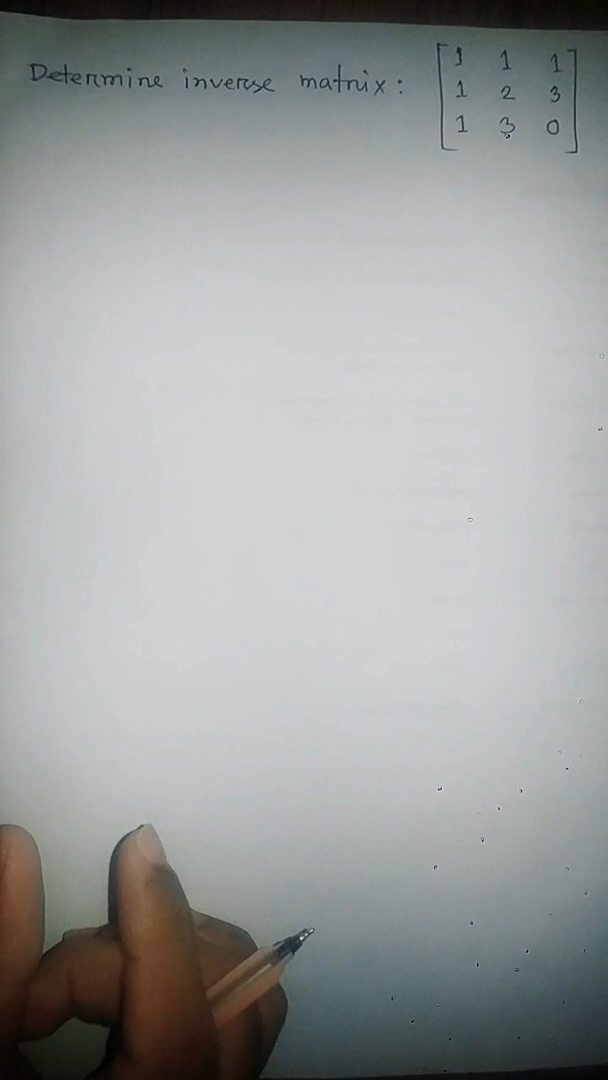 Determine inverse matrix: [1 1 1
1 2 3
1 3 0]